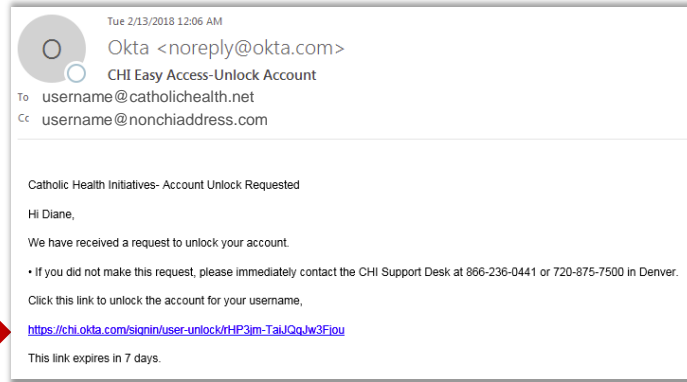 Tue 2/13/2018 12:06 AM
O
Okta <noreply@okta.com>
CHI Easy Access-Unlock Account
To username@catholichealth.net
Cc username@nonchiaddress.com
Catholic Health Initiatives- Account Unlock Requested
Hi Diane,
We have received a request to unlock your account.
• If you did not make this request, please immediately contact the CHI Support Desk at 866-236-0441 or 720-875-7500 in Denver.
Click this link to unlock the account for your username,
https://chi.okta.com/signin/user-unlock/rHP3jm-TaiJQqJw3Fjou
This link expires in 7 days.